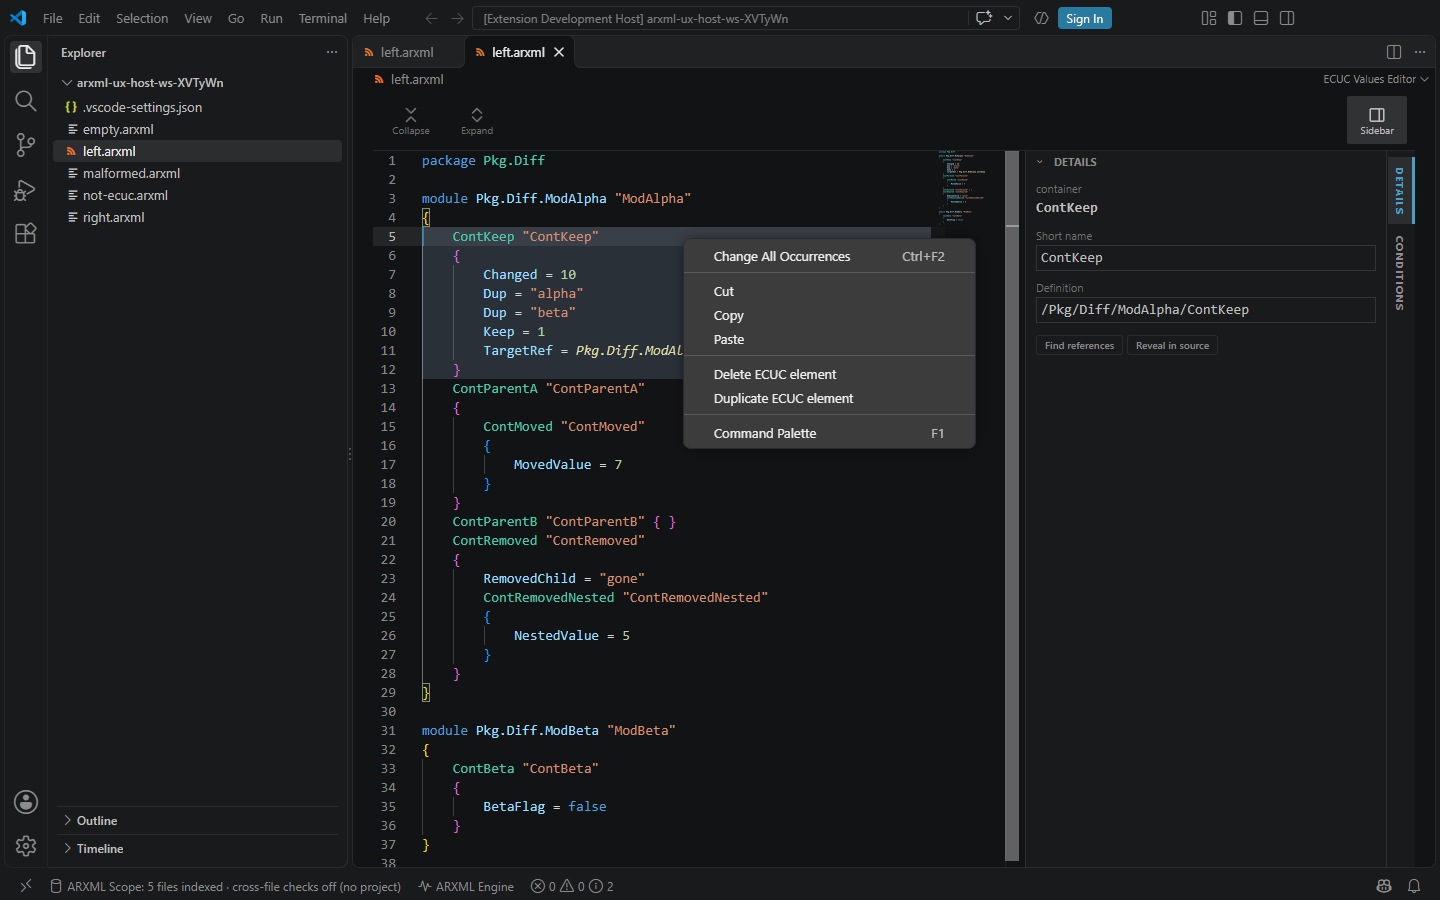 File Edit Selection View Go Run Terminal Help
[Extension Development Host] arxml-ux-host-ws-XVTyWn
Sign In
Explorer
arxml-ux-host-ws-XVTyWn
{} .vscode-settings.json
empty.arxml
left.arxml
malformed.arxml
not-ecuc.arxml
right.arxml
Outline
Timeline
left.arxml
left.arxml
left.arxml
ECUC Values Editor
Collapse
Expand
Sidebar
1 package Pkg.Diff
2
3 module Pkg.Diff.ModAlpha "ModAlpha"
4 {
5 ContKeep "ContKeep"
6 {
7 Changed = 10
8 Dup = "alpha"
9 Dup = "beta"
10 Keep = 1
11 TargetRef = Pkg.Diff.ModAl
12 }
13 ContParentA "ContParentA"
14 {
15 ContMoved "ContMoved"
16 {
17 MovedValue = 7
18 }
19 }
20 ContParentB "ContParentB" { }
21 ContRemoved "ContRemoved"
22 {
23 RemovedChild = "gone"
24 ContRemovedNested "ContRemovedNested"
25 {
26 NestedValue = 5
27 }
28 }
29 }
30
31 module Pkg.Diff.ModBeta "ModBeta"
32 {
33 ContBeta "ContBeta"
34 {
35 BetaFlag = false
36 }
37 }
38
Change All Occurrences Ctrl+F2
Cut
Copy
Paste
Delete ECUC element
Duplicate ECUC element
Command Palette F1
DETAILS
container
ContKeep
Short name
ContKeep
Definition
/Pkg/Diff/ModAlpha/ContKeep
Find references
Reveal in source
DETAILS
CONDITIONS
ARXML Scope: 5 files indexed · cross-file checks off (no project)
ARXML Engine
0 0 2